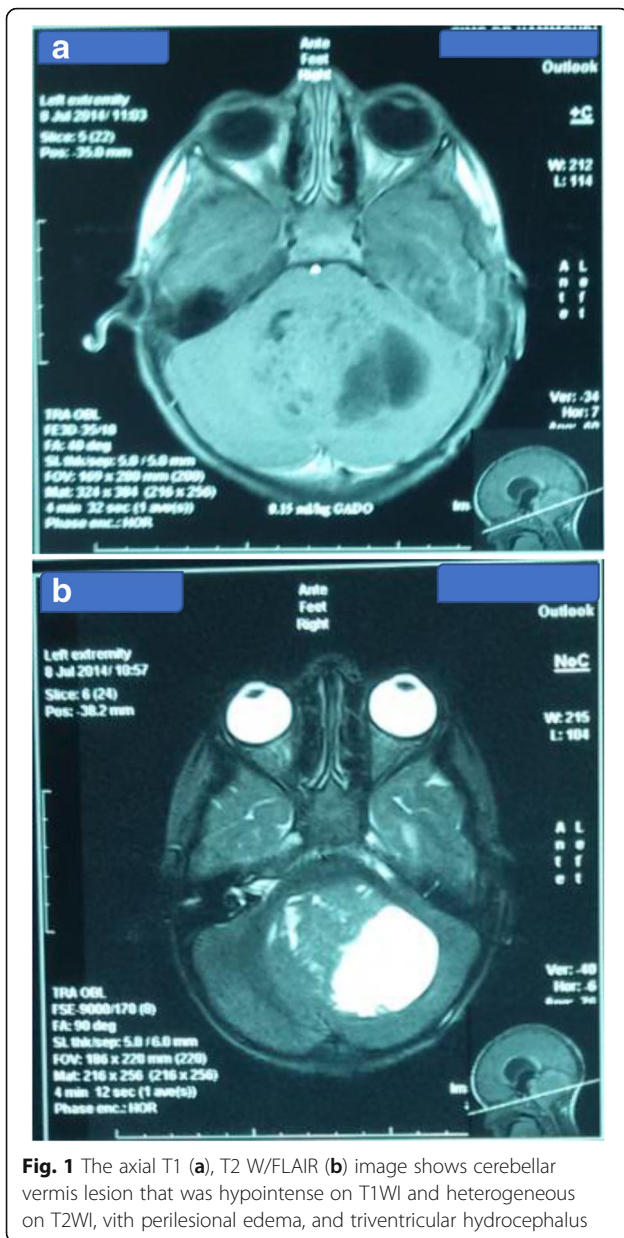 a
Ante
Feet
Right
Outlook
Left extremity
8 Jul 2014/ 11:03
Slice: 5 (22)
Pos: -35.0 mm
+C
W: 212
L: 114
A L
n e
t f
e t
TRA OBL
FE3D-35/10
FA: 40 deg
SL thk/sep: 5.0 / 5.0 mm
FOV: 169 x 200 mm (200)
Mat: 324 x 384 (216 x 256)
4 min 32 sec (1 ave(s))
Phase enc.: HOR
0.15 ml/kg GADO
Ver: -34
Hor: 7
Im
b
Ante
Feet
Right
Outlook
Left extremity
8 Jul 2014/ 10:57
Slice: 6 (24)
Pos: -38.2 mm
NoC
W: 215
L: 104
A L
n e
t f
e t
TRA OBL
FSE-9000/170 (8)
FA: 90 deg
SL thk/sep: 5.0 / 6.0 mm
FOV: 186 x 220 mm (220)
Mat: 216 x 256 (216 x 256)
4 min 12 sec (1 ave(s))
Phase enc.: HOR
Ver: -40
Hor: -6
Im
Fig. 1 The axial T1 (a), T2 W/FLAIR (b) image shows cerebellar
vermis lesion that was hypointense on T1WI and heterogeneous
on T2WI, vith perilesional edema, and triventricular hydrocephalus